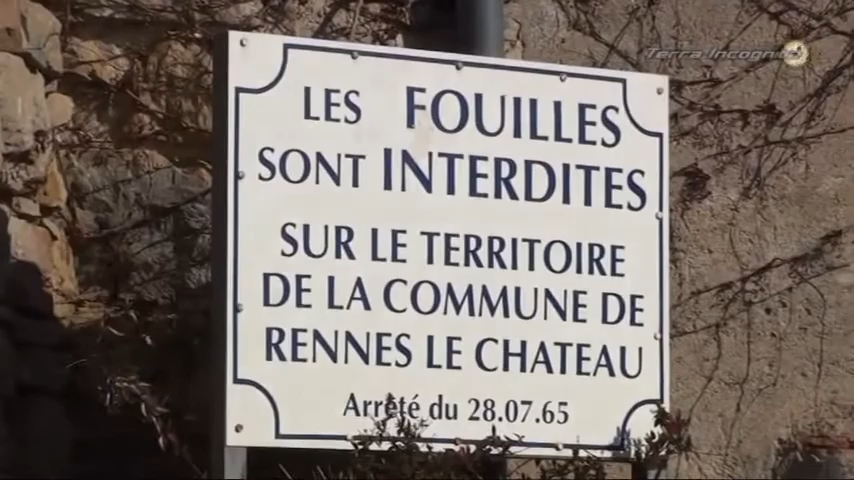 Terra Incognita
LES FOUILLES
SONT INTERDITES
SUR LE TERRITOIRE
DE LA COMMUNE DE
RENNES LE CHATEAU
Arrêté du 28.07.65